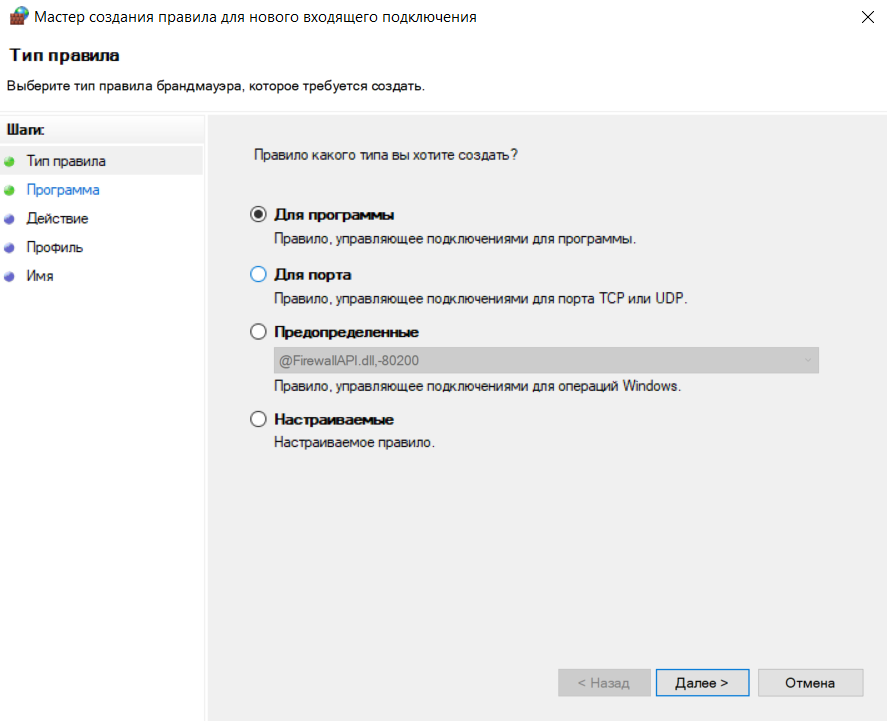 Мастер создания правила для нового входящего подключения
Тип правила
Выберите тип правила брандмауэра, которое требуется создать.
Шаги:
Тип правила
Программа
Действие
Профиль
Имя
Правило какого типа вы хотите создать?
Для программы
Правило, управляющее подключениями для программы.
Для порта
Правило, управляющее подключениями для порта TCP или UDP.
Предопределенные
@FirewallAPI.dll,-80200
Правило, управляющее подключениями для операций Windows.
Настраиваемые
Настраиваемое правило.
< Назад
Далее >
Отмена